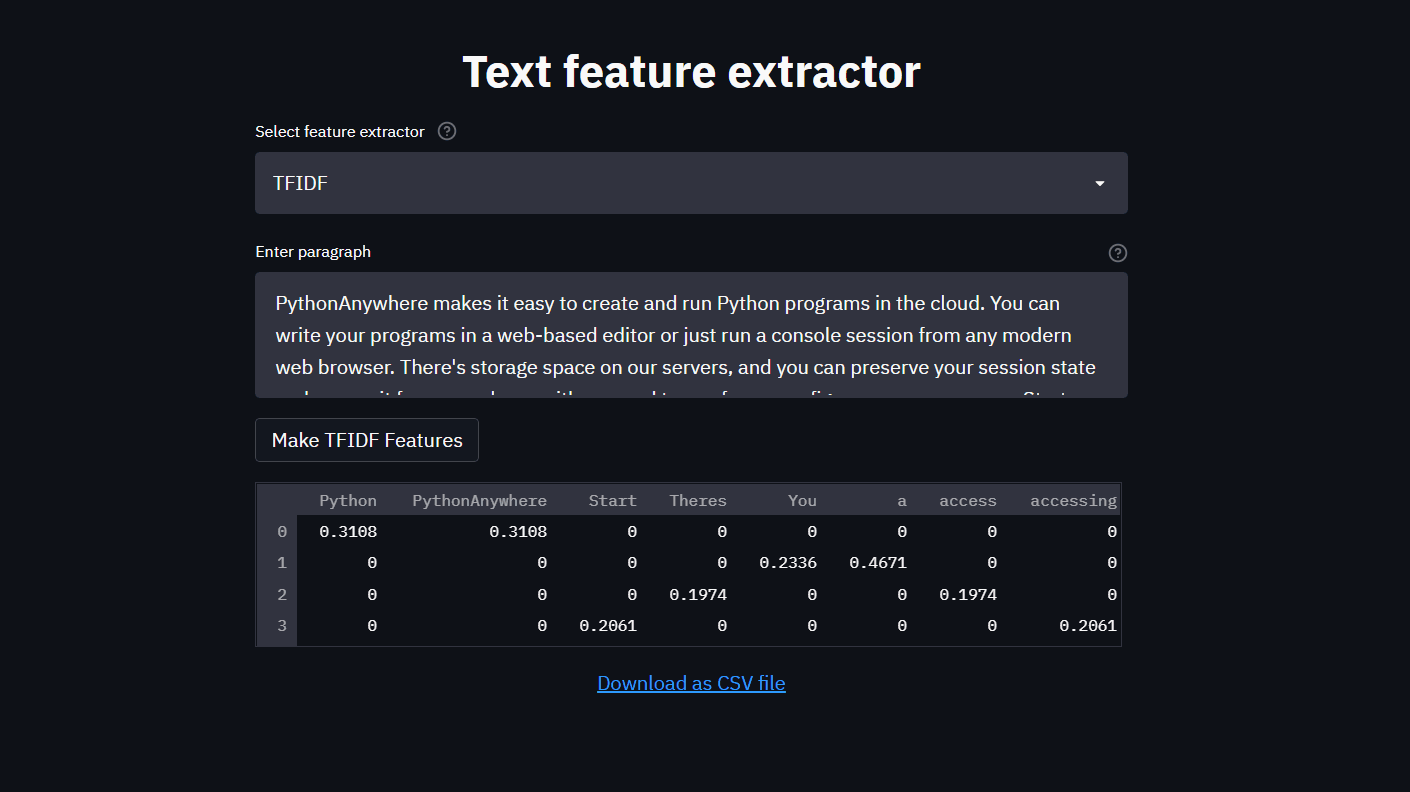 Text feature extractor
Select feature extractor
TFIDF
Enter paragraph
PythonAnywhere makes it easy to create and run Python programs in the cloud. You can
write your programs in a web-based editor or just run a console session from any modern
web browser. There's storage space on our servers, and you can preserve your session state
Make TFIDF Features
Python PythonAnywhere Start Theres You a access accessing
0 0.3108 0.3108 0 0 0 0 0 0
1 0 0 0 0 0.2336 0.4671 0 0
2 0 0 0 0.1974 0 0 0.1974 0
3 0 0 0.2061 0 0 0 0 0.2061
Download as CSV file